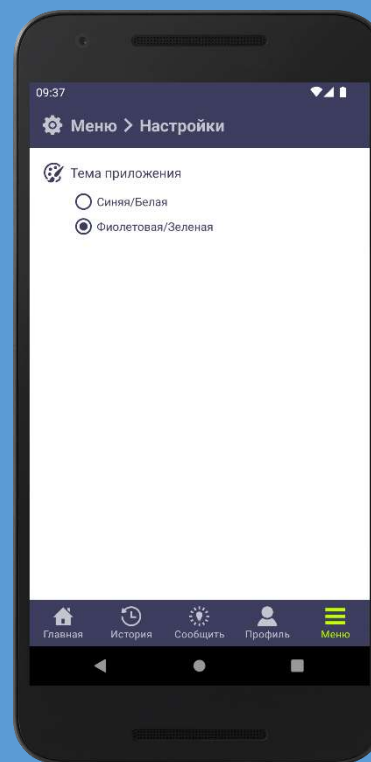 09:37
Меню > Настройки
Тема приложения
Синяя/Белая
Фиолетовая/Зеленая
Главная История Сообщить Профиль Меню